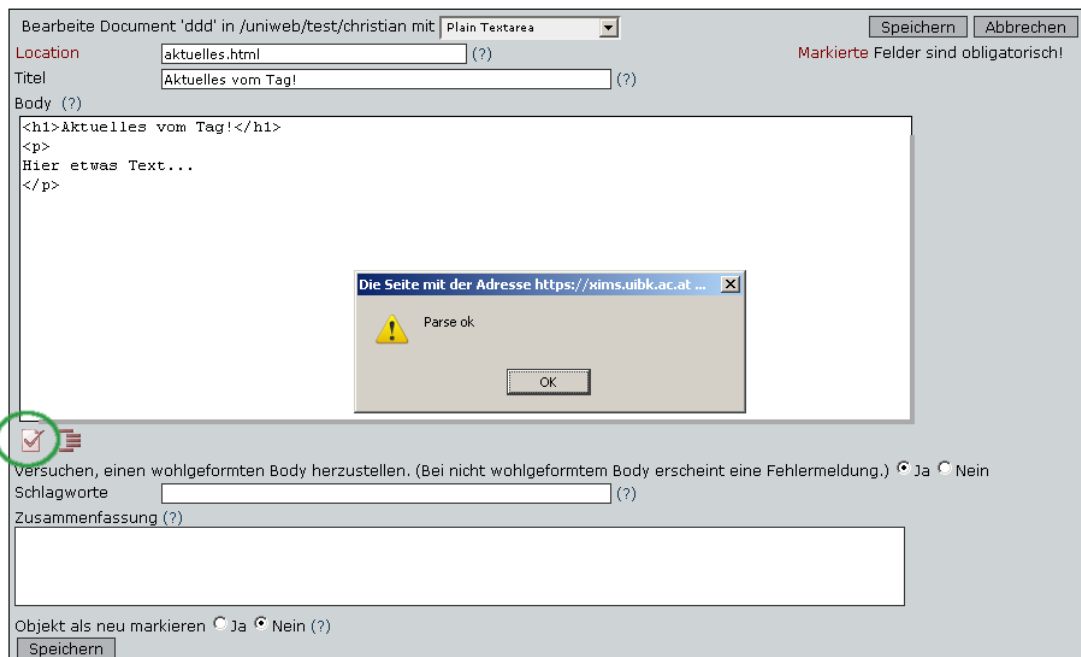 Bearbeite Document 'ddd' in /uniweb/test/christian mit Plain Textarea Speichern Abbrechen
Location aktuelles.html (?) Markierte Felder sind obligatorisch!
Titel Aktuelles vom Tag! (?)
Body (?)
<h1>Aktuelles vom Tag!</h1>
<p>
Hier etwas Text...
</p>
Die Seite mit der Adresse https://xims.uibk.ac.at ...
Parse ok
OK
Versuchen, einen wohlgeformten Body herzustellen. (Bei nicht wohlgeformtem Body erscheint eine Fehlermeldung.) Ja Nein
Schlagworte (?)
Zusammenfassung (?)
Objekt als neu markieren Ja Nein (?)
Speichern